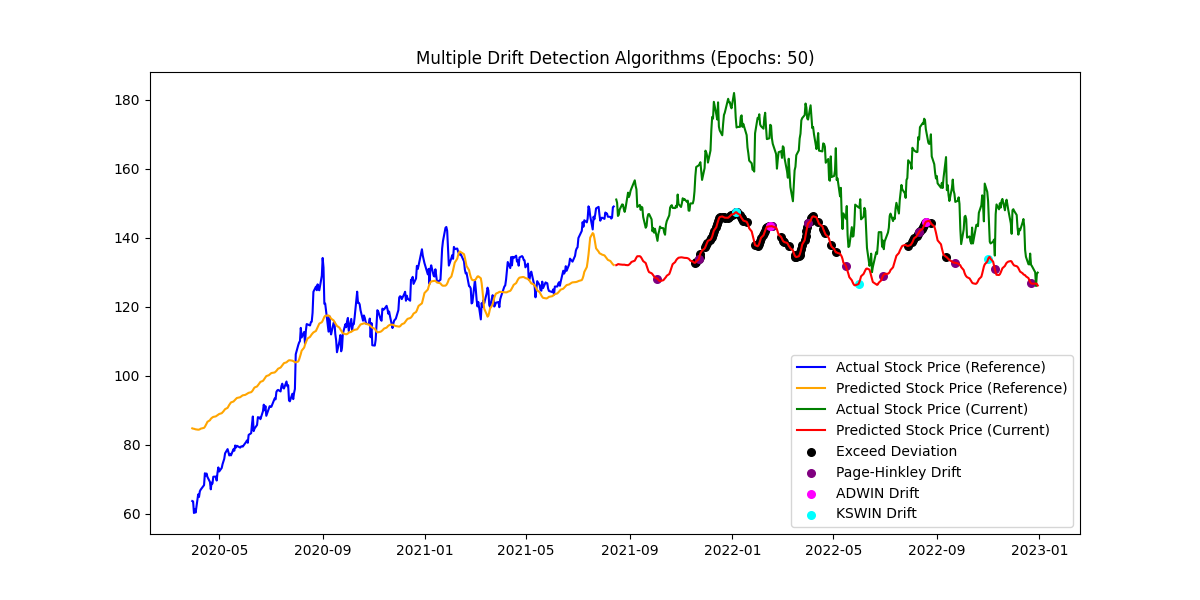 Multiple Drift Detection Algorithms (Epochs: 50)
180
160
140
120
100
80
60
Actual Stock Price (Reference)
Predicted Stock Price (Reference)
Actual Stock Price (Current)
Predicted Stock Price (Current)
Exceed Deviation
Page-Hinkley Drift
ADWIN Drift
KSWIN Drift
2020-05 2020-09 2021-01 2021-05 2021-09 2022-01 2022-05 2022-09 2023-01